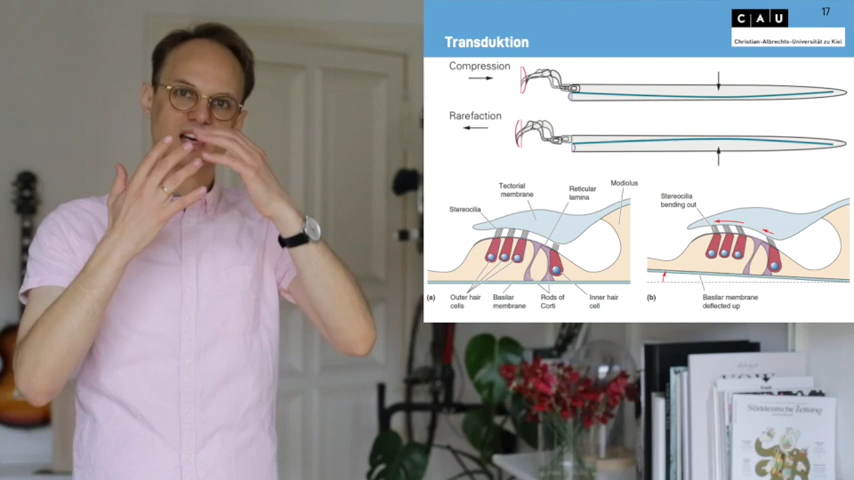 CAU
17
Christian-Albrechts-Universität zu Kiel
Transduktion
Compression
Rarefaction
Tectorial
membrane
Reticular
lamina
Modiolus
Stereocilia
Outer hair
cells
Basilar
membrane
Rods of
Corti
Inner hair
cell
(a)
Stereocilia
bending out
(b)
Basilar membrane
deflected up
Süddeutsche Zeitung